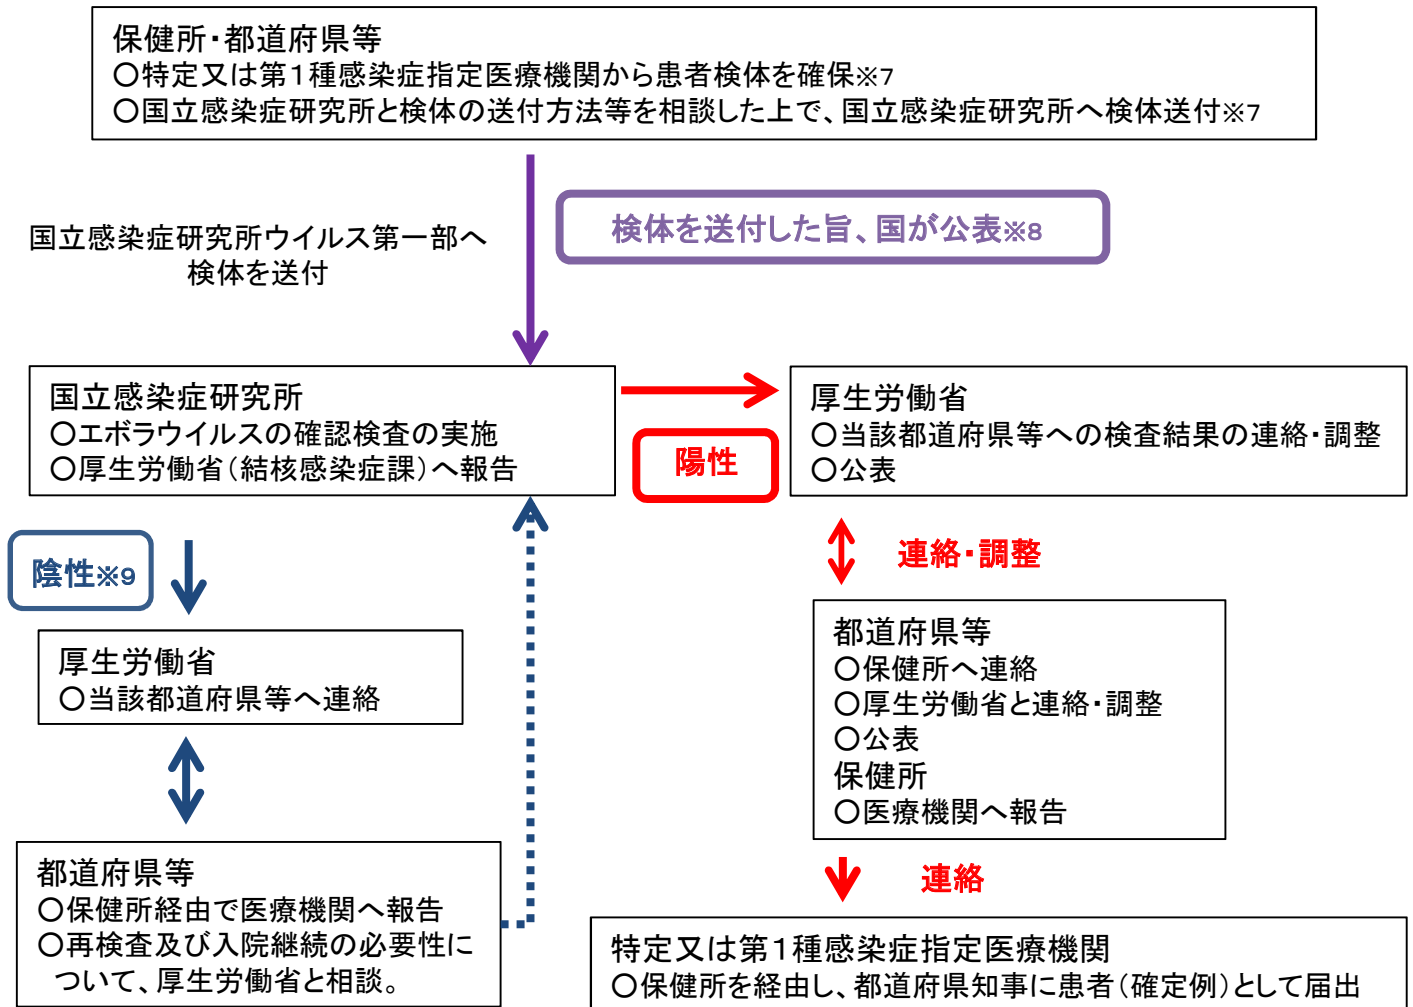 保健所・都道府県等
○特定又は第１種感染症指定医療機関から患者検体を確保※7
○国立感染症研究所と検体の送付方法等を相談した上で、国立感染症研究所へ検体送付※7
国立感染症研究所ウイルス第一部へ
検体を送付
検体を送付した旨、国が公表※8
国立感染症研究所
○エボラウイルスの確認検査の実施
○厚生労働省（結核感染症課）へ報告
陽性
厚生労働省
○当該都道府県等への検査結果の連絡・調整
○公表
陰性※9
連絡・調整
厚生労働省
○当該都道府県等へ連絡
都道府県等
○保健所へ連絡
○厚生労働省と連絡・調整
○公表
保健所
○医療機関へ報告
都道府県等
○保健所経由で医療機関へ報告
○再検査及び入院継続の必要性に
ついて、厚生労働省と相談。
連絡
特定又は第１種感染症指定医療機関
○保健所を経由し、都道府県知事に患者（確定例）として届出